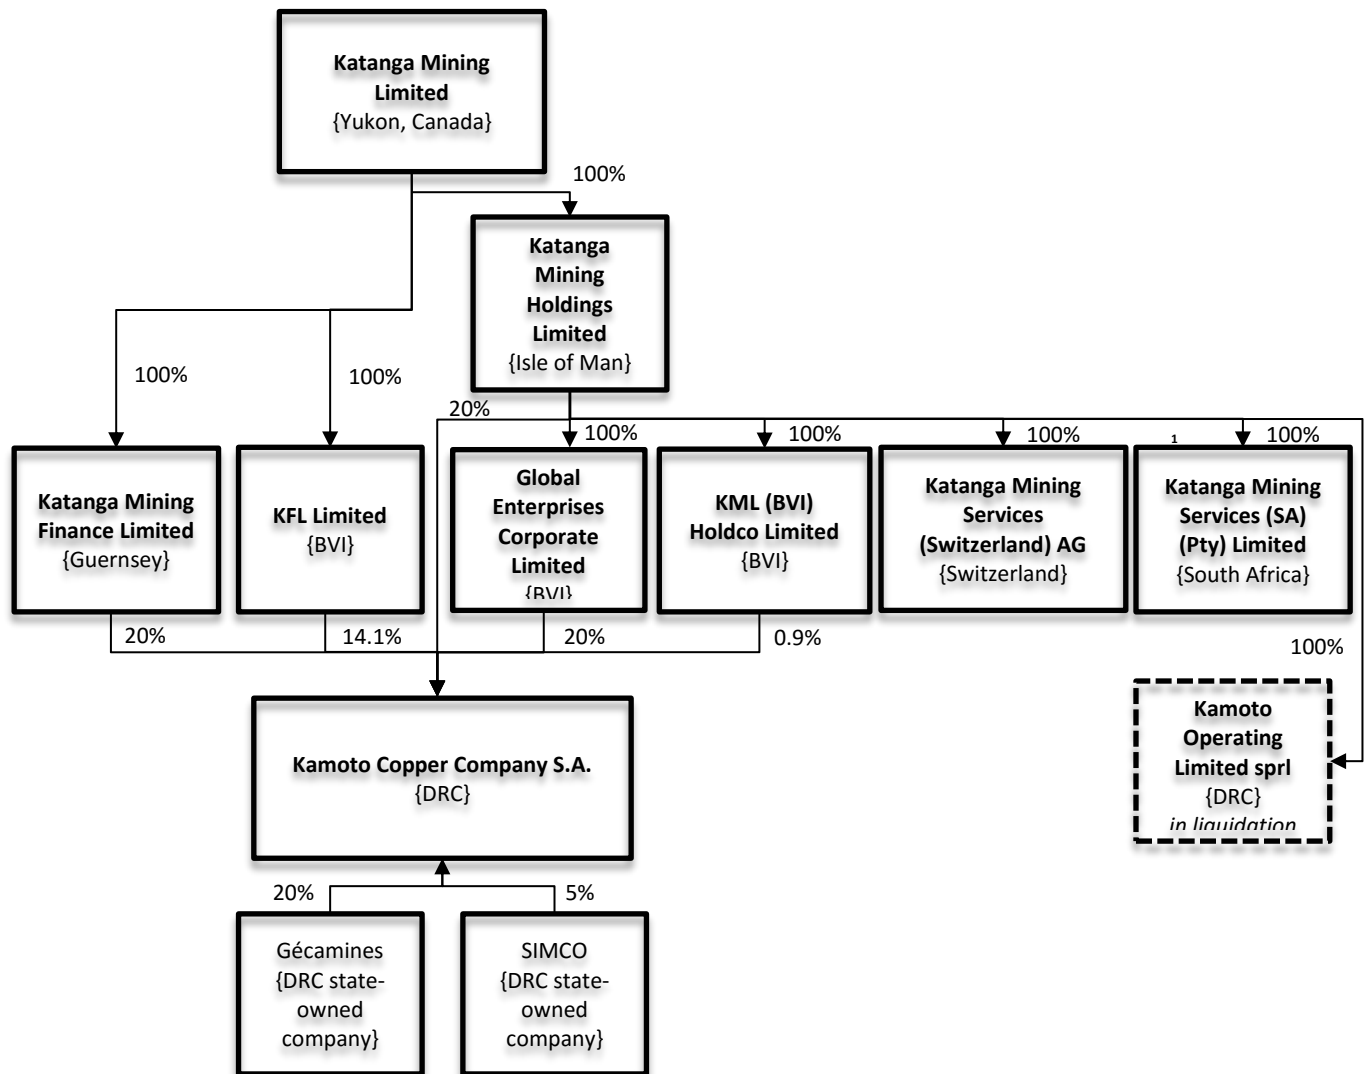 Katanga Mining
Limited
{Yukon, Canada}
100%
Katanga
Mining
Holdings
Limited
{Isle of Man}
100%
100%
20%
100%
100%
100%
1
100%
Katanga Mining
Finance Limited
{Guernsey}
KFL Limited
{BVI}
Global
Enterprises
Corporate
Limited
{BVI}
KML (BVI)
Holdco Limited
{BVI}
Katanga Mining
Services
(Switzerland) AG
{Switzerland}
Katanga Mining
Services (SA)
(Pty) Limited
{South Africa}
20%
14.1%
20%
0.9%
100%
Kamoto Copper Company S.A.
{DRC}
Kamoto
Operating
Limited sprl
{DRC}
in liquidation
20%
5%
Gécamines
{DRC state-
owned
company}
SIMCO
{DRC state-
owned
company}